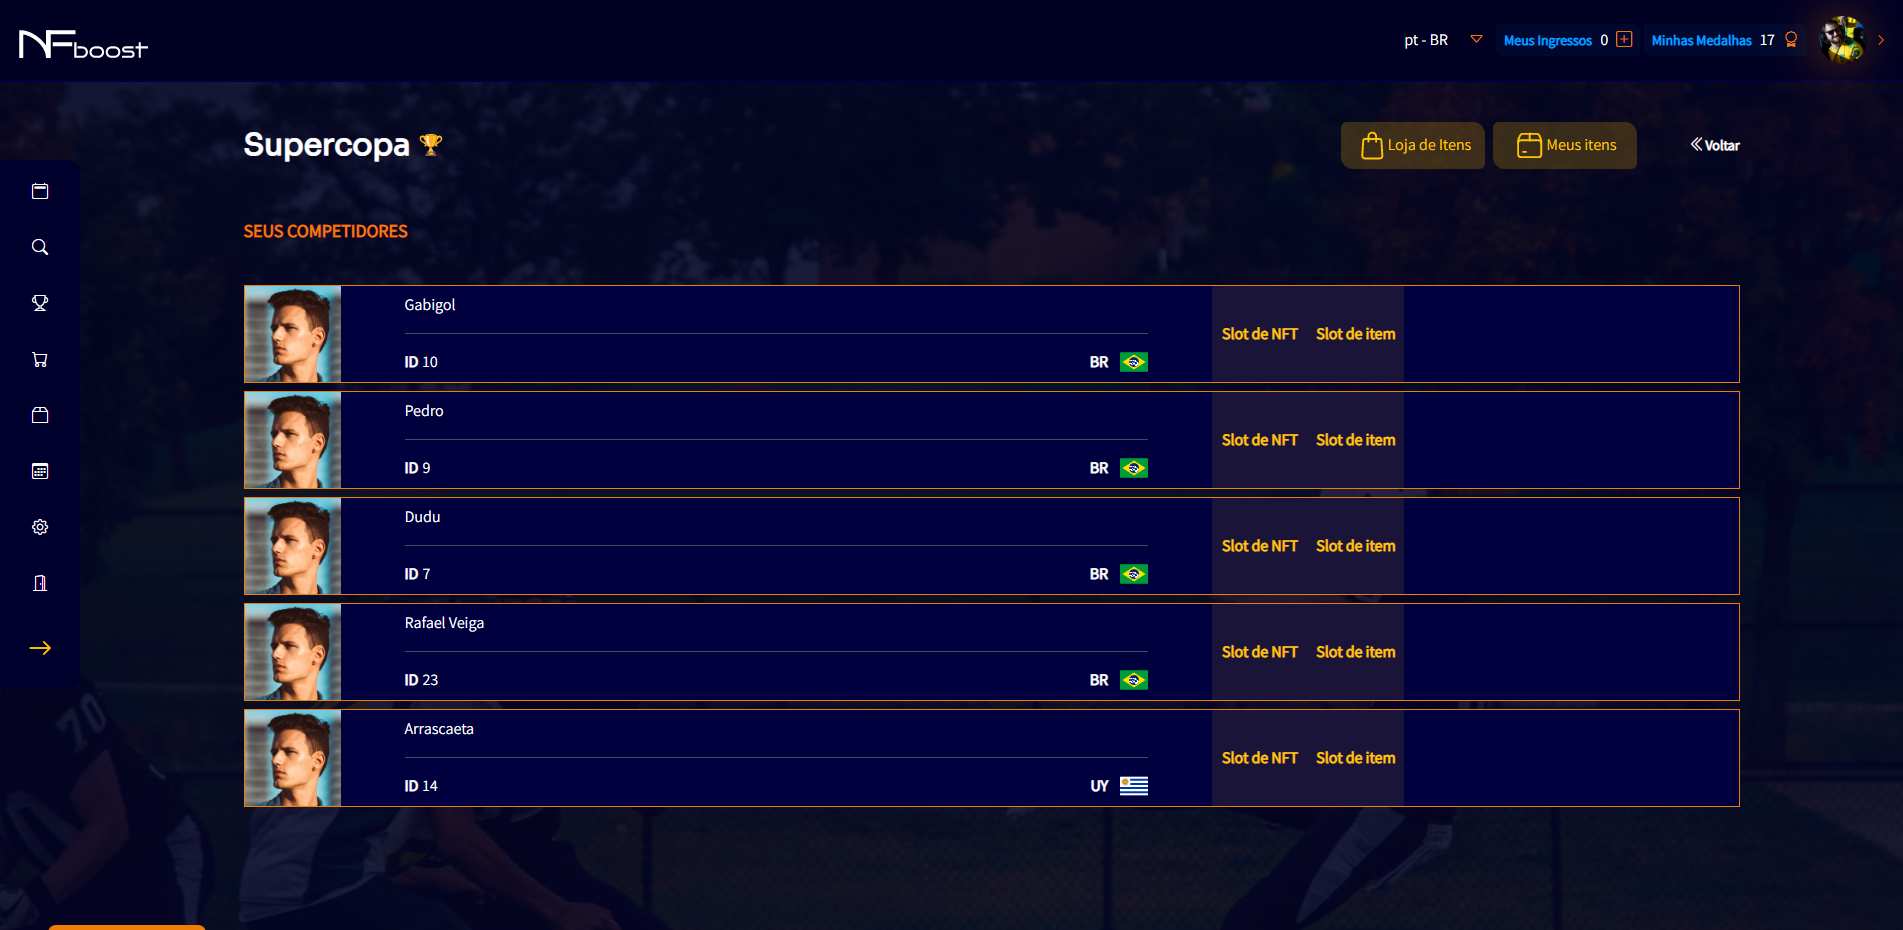 NFboost
pt - BR
Meus Ingressos 0
Minhas Medalhas 17
Supercopa
Loja de Itens
Meus itens
Voltar
SEUS COMPETIDORES
Gabigol
ID 10
BR
Slot de NFT
Slot de item
Pedro
ID 9
BR
Slot de NFT
Slot de item
Dudu
ID 7
BR
Slot de NFT
Slot de item
Rafael Veiga
ID 23
BR
Slot de NFT
Slot de item
Arrascaeta
ID 14
UY
Slot de NFT
Slot de item
70